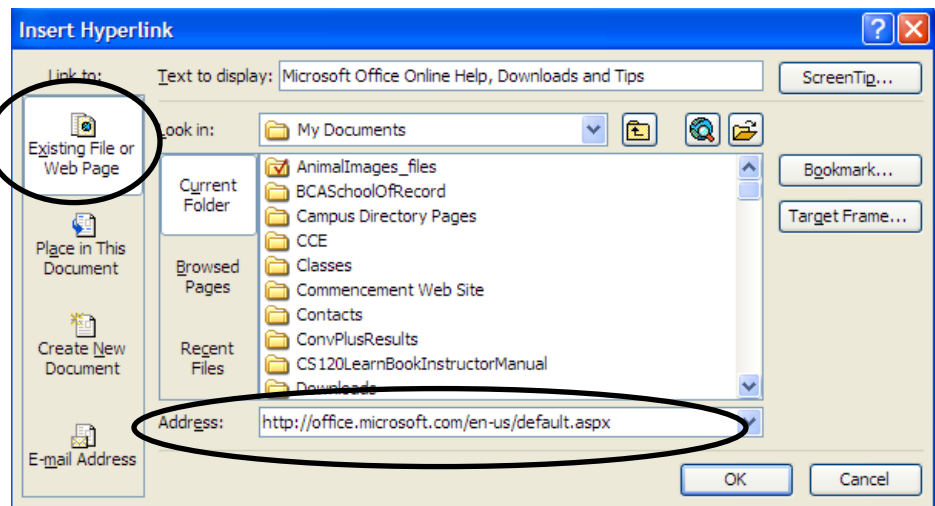 Insert Hyperlink
Link to:
Text to display: Microsoft Office Online Help, Downloads and Tips
ScreenTip...
Existing File or
Web Page
Place in This
Document
Create New
Document
E-mail Address
Look in: My Documents
Current
Folder
Browsed
Pages
Recent
Files
AnimalImages_files
BCASchoolOfRecord
Campus Directory Pages
CCE
Classes
Commencement Web Site
Contacts
ConvPlusResults
CS120LearnBookInstructorManual
Downloads
Bookmark...
Target Frame...
Address: http://office.microsoft.com/en-us/default.aspx
OK
Cancel